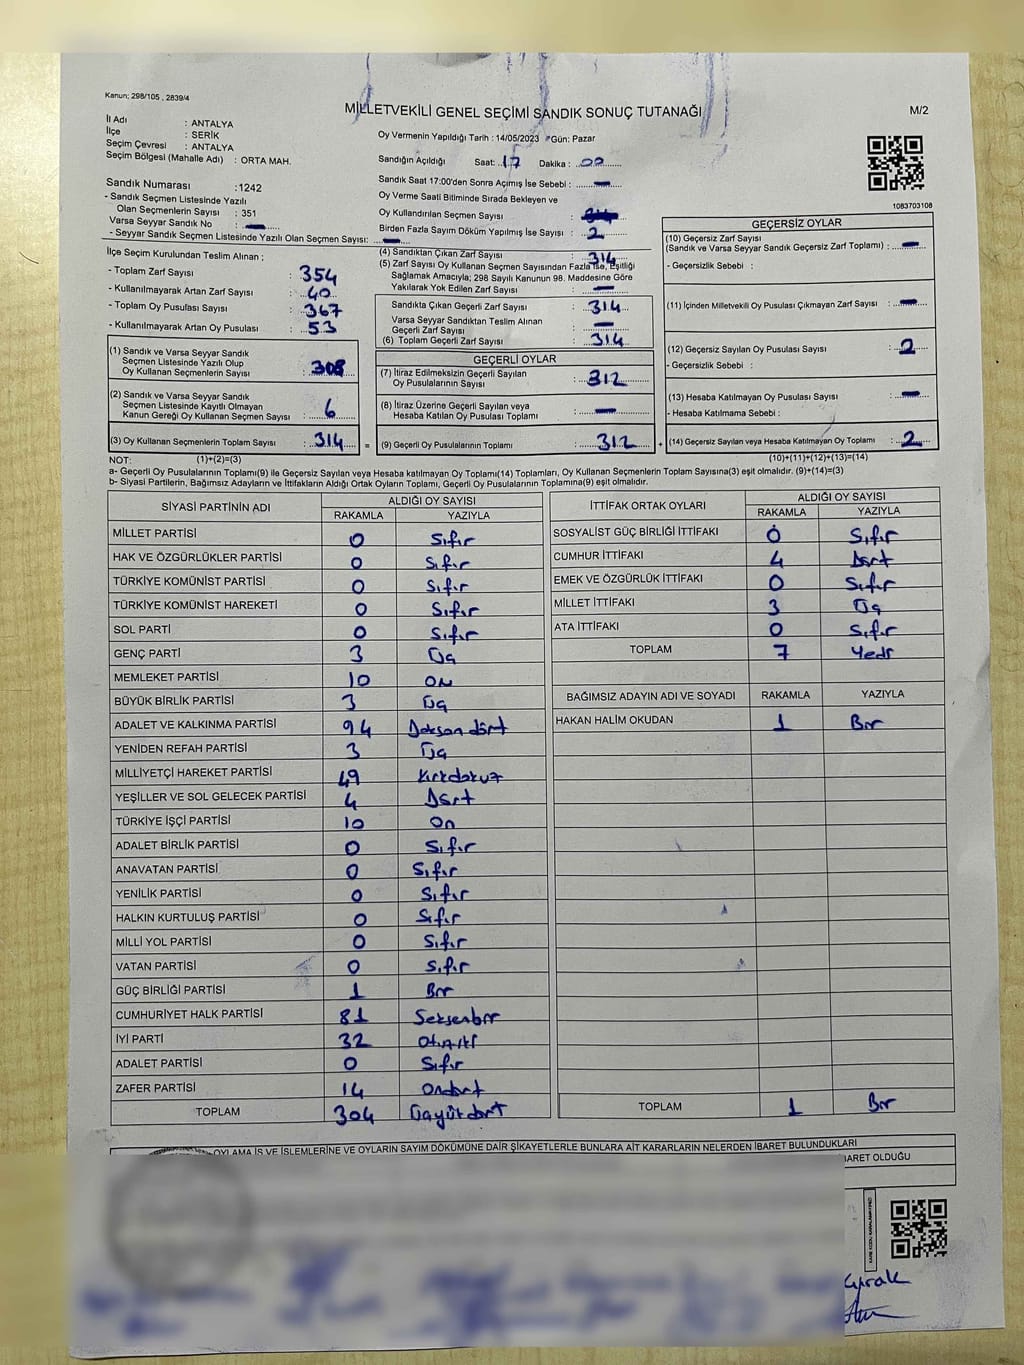 Kanun; 298/105 , 2839/4
MİLLETVEKİLİ GENEL SEÇİMİ SANDIK SONUÇ TUTANAĞI
M/2
İl Adı : ANTALYA
İlçe : SERİK
Seçim Çevresi : ANTALYA
Seçim Bölgesi (Mahalle Adı) : ORTA MAH.
Oy Vermenin Yapıldığı Tarih : 14/05/2023 Gün: Pazar
Sandığın Açıldığı Saat: 17 Dakika : 00
Sandık Saat 17:00'den Sonra Açımış İse Sebebi : —
Oy Verme Saati Bitiminde Sırada Bekleyen ve
Oy Kullandırılan Seçmen Sayısı :
Birden Fazla Sayım Döküm Yapılmış İse Sayısı : 2
1083703108
Sandık Numarası :1242
- Sandık Seçmen Listesinde Yazılı
Olan Seçmenlerin Sayısı : 351
Varsa Seyyar Sandık No : —
- Seyyar Sandık Seçmen Listesinde Yazılı Olan Seçmen Sayısı: —
İlçe Seçim Kurulundan Teslim Alınan ;
- Toplam Zarf Sayısı : 354
- Kullanılmayarak Artan Zarf Sayısı : 40
- Toplam Oy Pusulası Sayısı : 367
- Kullanılmayarak Artan Oy Pusulası : 53
(1) Sandık ve Varsa Seyyar Sandık
Seçmen Listesinde Yazılı Olup
Oy Kullanan Seçmenlerin Sayısı : 308
(2) Sandık ve Varsa Seyyar Sandık
Seçmen Listesinde Kayıtlı Olmayan
Kanun Gereği Oy Kullanan Seçmen Sayısı : 6
(3) Oy Kullanan Seçmenlerin Toplam Sayısı : 314 =
(4) Sandıktan Çıkan Zarf Sayısı : 314
(5) Zarf Sayısı Oy Kullanan Seçmen Sayısından Fazla İse, Eşitliği
Sağlamak Amacıyla; 298 Sayılı Kanunun 98. Maddesine Göre
Yakılarak Yok Edilen Zarf Sayısı : —
Sandıkta Çıkan Geçerli Zarf Sayısı : 314
Varsa Seyyar Sandıktan Teslim Alınan
Geçerli Zarf Sayısı : —
(6) Toplam Geçerli Zarf Sayısı : 314
GEÇERLİ OYLAR
(7) İtiraz Edilmeksizin Geçerli Sayılan
Oy Pusulalarının Sayısı : 312
(8) İtiraz Üzerine Geçerli Sayılan veya
Hesaba Katılan Oy Pusulası Toplamı : —
(9) Geçerli Oy Pusulalarının Toplamı : 312 +
GEÇERSİZ OYLAR
(10) Geçersiz Zarf Sayısı
(Sandık ve Varsa Seyyar Sandık Geçersiz Zarf Toplamı) : —
- Geçersizlik Sebebi :
(11) İçinden Milletvekili Oy Pusulası Çıkmayan Zarf Sayısı : —
(12) Geçersiz Sayılan Oy Pusulası Sayısı : 2
- Geçersizlik Sebebi :
(13) Hesaba Katılmayan Oy Pusulası Sayısı : —
- Hesaba Katılmama Sebebi :
(14) Geçersiz Sayılan veya Hesaba Katılmayan Oy Toplamı : 2
NOT: (1)+(2)=(3) (10)+(11)+(12)+(13)=(14)
a- Geçerli Oy Pusulalarının Toplamı(9) ile Geçersiz Sayılan veya Hesaba katılmayan Oy Toplamı(14) Toplamları, Oy Kullanan Seçmenlerin Toplam Sayısına(3) eşit olmalıdır. (9)+(14)=(3)
b- Siyasi Partilerin, Bağımsız Adayların ve İttifakların Aldığı Oyların Toplamı, Geçerli Oy Pusulalarının Toplamına(9) eşit olmalıdır.
SİYASİ PARTİNİN ADI ALDIĞI OY SAYISI
RAKAMLA YAZIYLA
MİLLET PARTİSİ 0 Sıfır
HAK VE ÖZGÜRLÜKLER PARTİSİ 0 Sıfır
TÜRKİYE KOMÜNİST PARTİSİ 0 Sıfır
TÜRKİYE KOMÜNİST HAREKETİ 0 Sıfır
SOL PARTİ 0 Sıfır
GENÇ PARTİ 3 Üç
MEMLEKET PARTİSİ 10 ON
BÜYÜK BİRLİK PARTİSİ 3 Üç
ADALET VE KALKINMA PARTİSİ 94 Doksan dört
YENİDEN REFAH PARTİSİ 3 Üç
MİLLİYETÇİ HAREKET PARTİSİ 49 Kırkdokuz
YEŞİLLER VE SOL GELECEK PARTİSİ 4 Dört
TÜRKİYE İŞÇİ PARTİSİ 10 On
ADALET BİRLİK PARTİSİ 0 Sıfır
ANAVATAN PARTİSİ 0 Sıfır
YENİLİK PARTİSİ 0 Sıfır
HALKIN KURTULUŞ PARTİSİ 0 Sıfır
MİLLİ YOL PARTİSİ 0 Sıfır
VATAN PARTİSİ 0 Sıfır
GÜÇ BİRLİĞİ PARTİSİ 1 Bir
CUMHURİYET HALK PARTİSİ 81 Seksenbir
İYİ PARTİ 32 Otuziki
ADALET PARTİSİ 0 Sıfır
ZAFER PARTİSİ 14 Ondört
TOPLAM 304 Üçyüzdört
İTTİFAK ORTAK OYLARI ALDIĞI OY SAYISI
RAKAMLA YAZIYLA
SOSYALİST GÜÇ BİRLİĞİ İTTİFAKI 0 Sıfır
CUMHUR İTTİFAKI 4 Dört
EMEK VE ÖZGÜRLÜK İTTİFAKI 0 Sıfır
MİLLET İTTİFAKI 3 Üç
ATA İTTİFAKI 0 Sıfır
TOPLAM 7 Yedi
BAĞIMSIZ ADAYIN ADI VE SOYADI RAKAMLA YAZIYLA
HAKAN HALİM OKUDAN 1 Bir
TOPLAM 1 Bir
OYLAMA İŞ VE İŞLEMLERİNE VE OYLARIN SAYIM DÖKÜMÜNE DAİR ŞİKAYETLERLE BUNLARA AİT KARARLARIN NELERDEN İBARET BULUNDUKLARI
BARET OLDUĞU